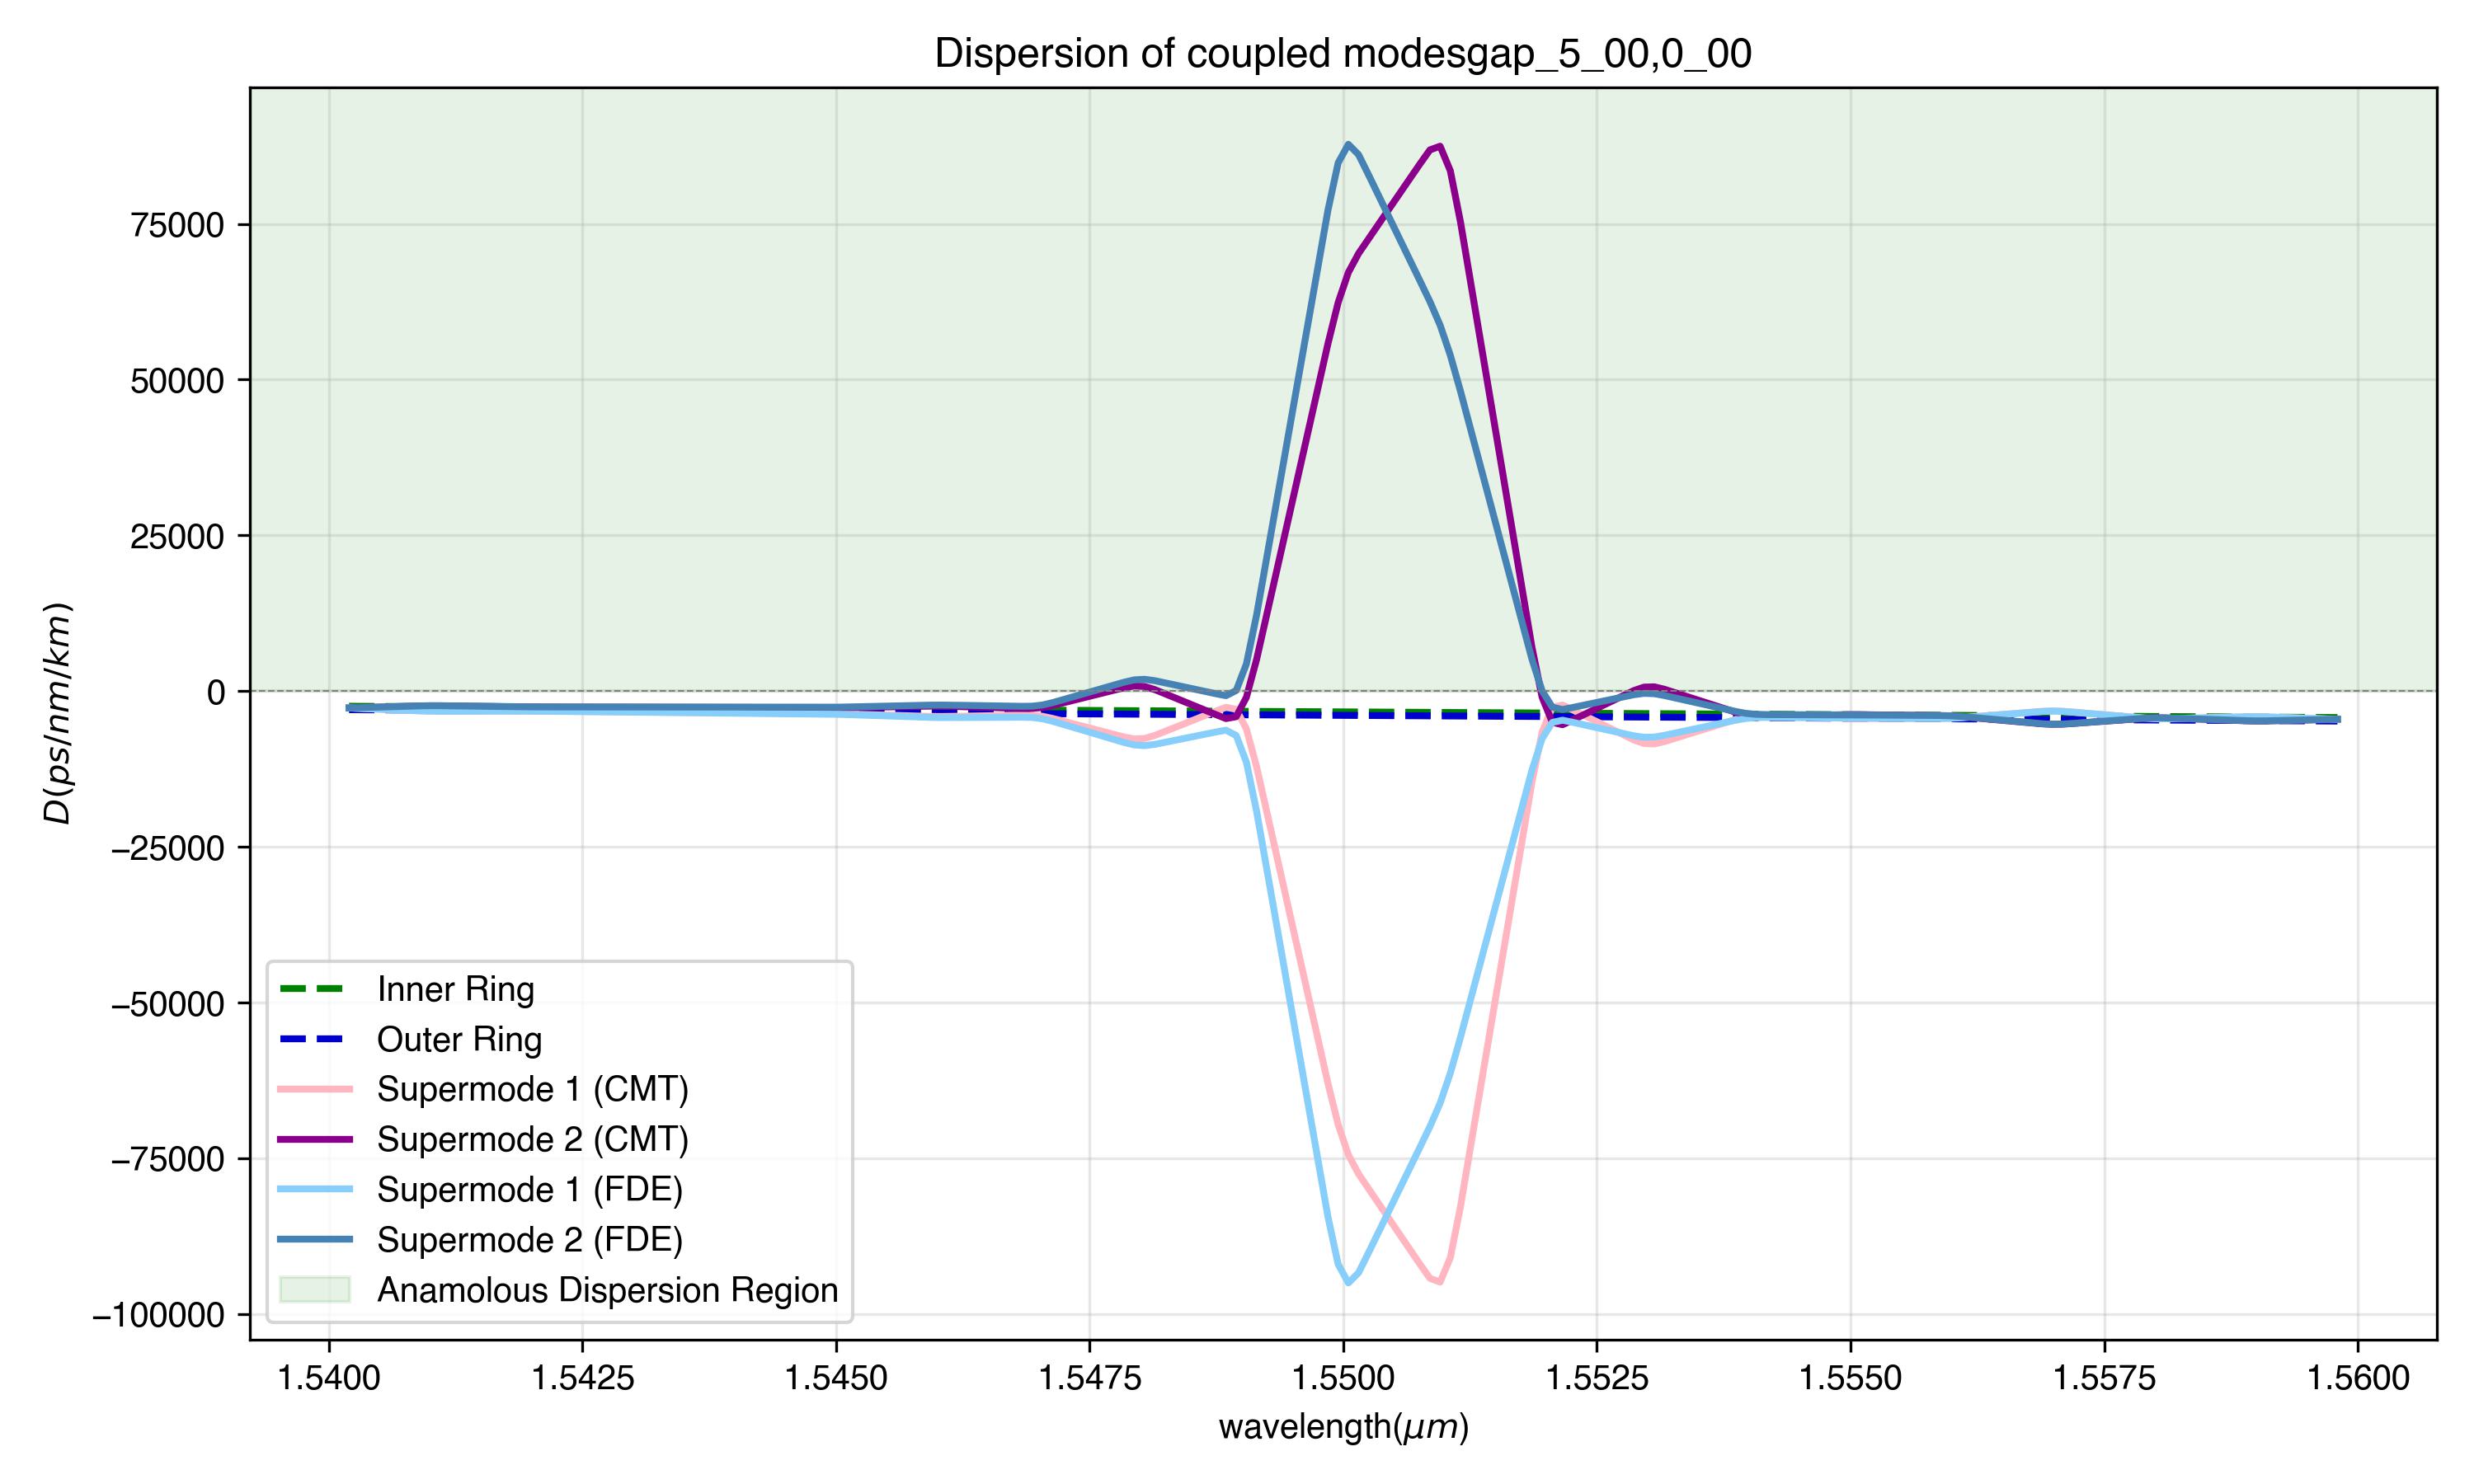 Dispersion of coupled modesgap_5_00,0_00
75000
50000
25000
0
−25000
−50000
−75000
−100000
D(ps/nm/km)
Inner Ring
Outer Ring
Supermode 1 (CMT)
Supermode 2 (CMT)
Supermode 1 (FDE)
Supermode 2 (FDE)
Anamolous Dispersion Region
1.5400 1.5425 1.5450 1.5475 1.5500 1.5525 1.5550 1.5575 1.5600
wavelength(μm)